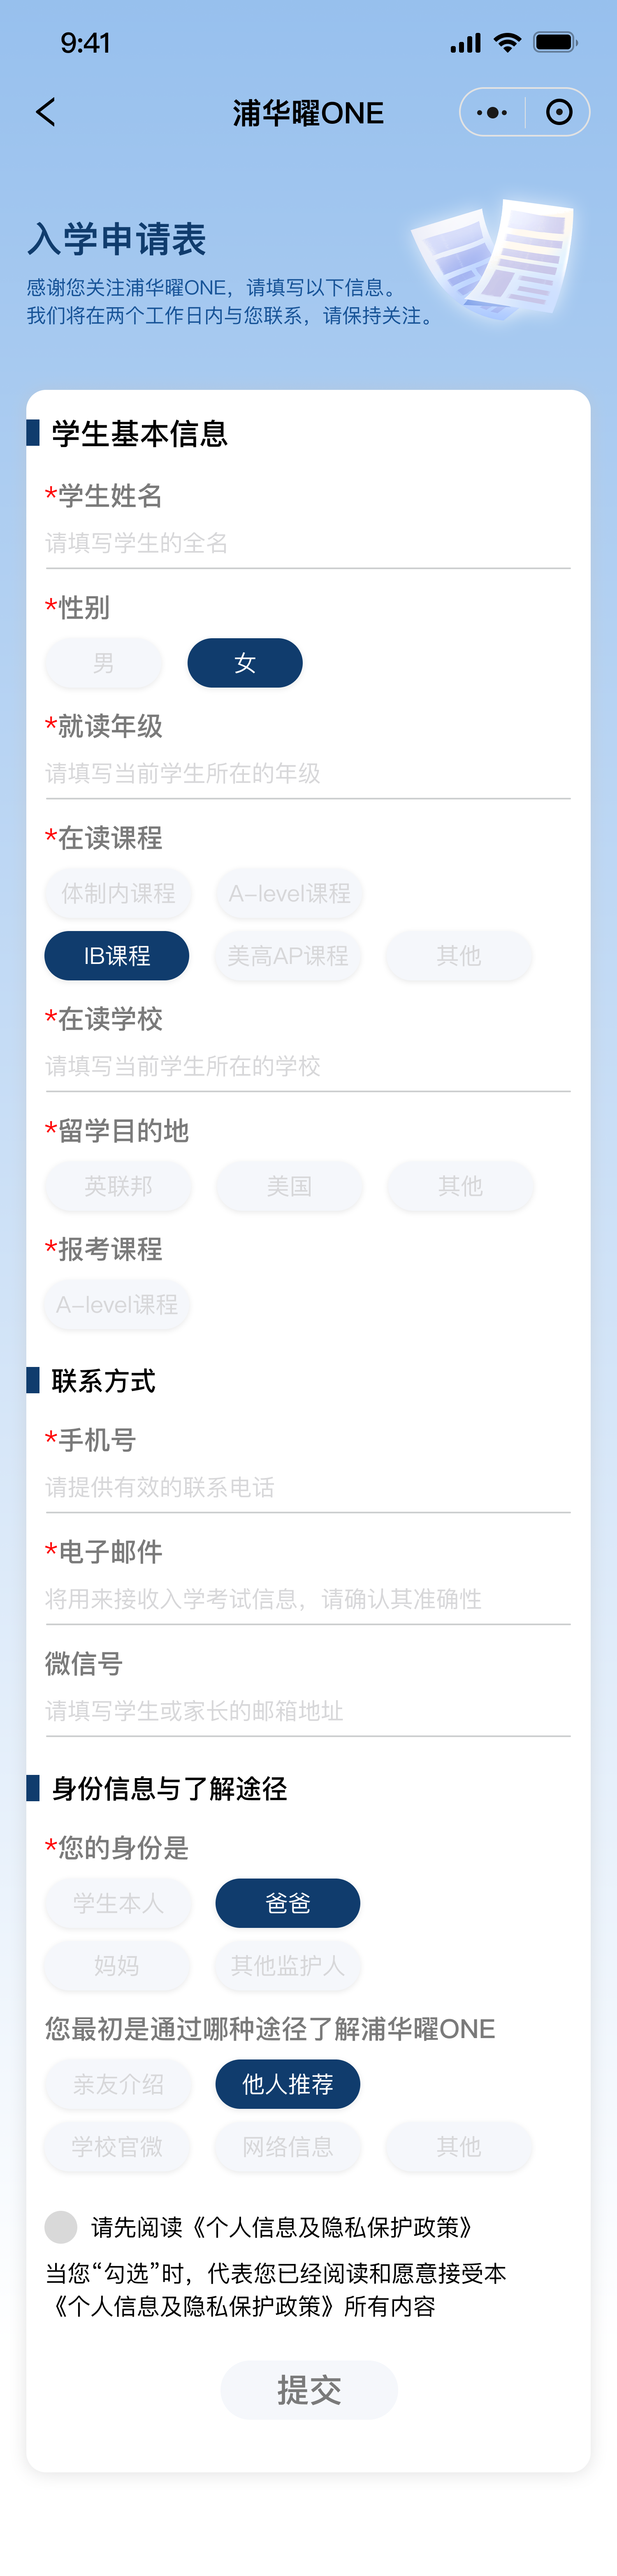 9:41
浦华曜ONE
入学申请表
感谢您关注浦华曜ONE，请填写以下信息。
我们将在两个工作日内与您联系，请保持关注。
学生基本信息
*学生姓名
请填写学生的全名
*性别
男 女
*就读年级
请填写当前学生所在的年级
*在读课程
体制内课程 A-level课程
IB课程 美高AP课程 其他
*在读学校
请填写当前学生所在的学校
*留学目的地
英联邦 美国 其他
*报考课程
A-level课程
联系方式
*手机号
请提供有效的联系电话
*电子邮件
将用来接收入学考试信息，请确认其准确性
微信号
请填写学生或家长的邮箱地址
身份信息与了解途径
*您的身份是
学生本人 爸爸
妈妈 其他监护人
您最初是通过哪种途径了解浦华曜ONE
亲友介绍 他人推荐
学校官微 网络信息 其他
请先阅读《个人信息及隐私保护政策》
当您“勾选”时，代表您已经阅读和愿意接受本
《个人信息及隐私保护政策》所有内容
提交